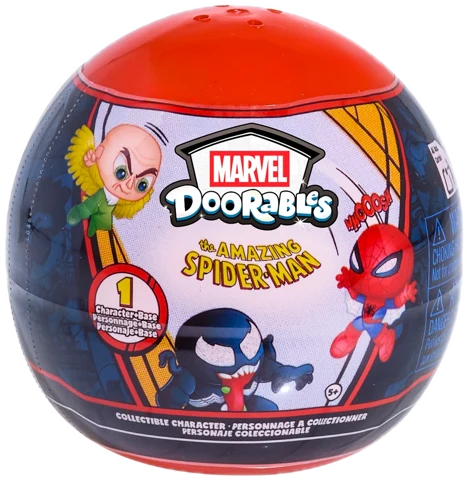 MARVEL
DOORABLES
the AMAZING
SPIDER-MAN
WHOOOSH
1
Character+Base
Personnage+Base
Personaje+Base
5+
COLLECTIBLE CHARACTER • PERSONNAGE À COLLECTIONNER
PERSONAJE COLECCIONABLE